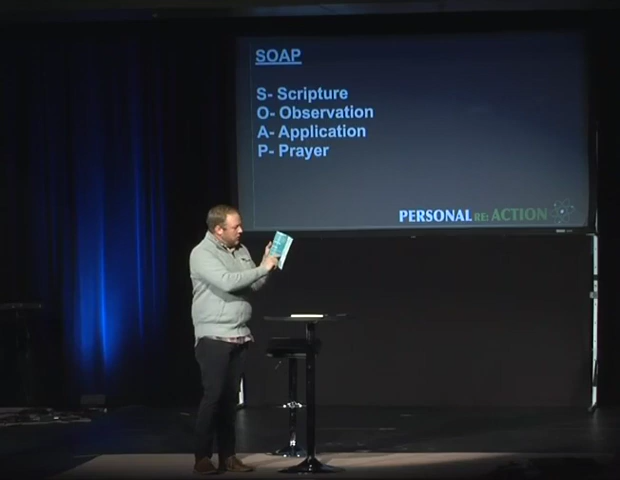 SOAP
S- Scripture
O- Observation
A- Application
P- Prayer
PERSONAL RE: ACTION